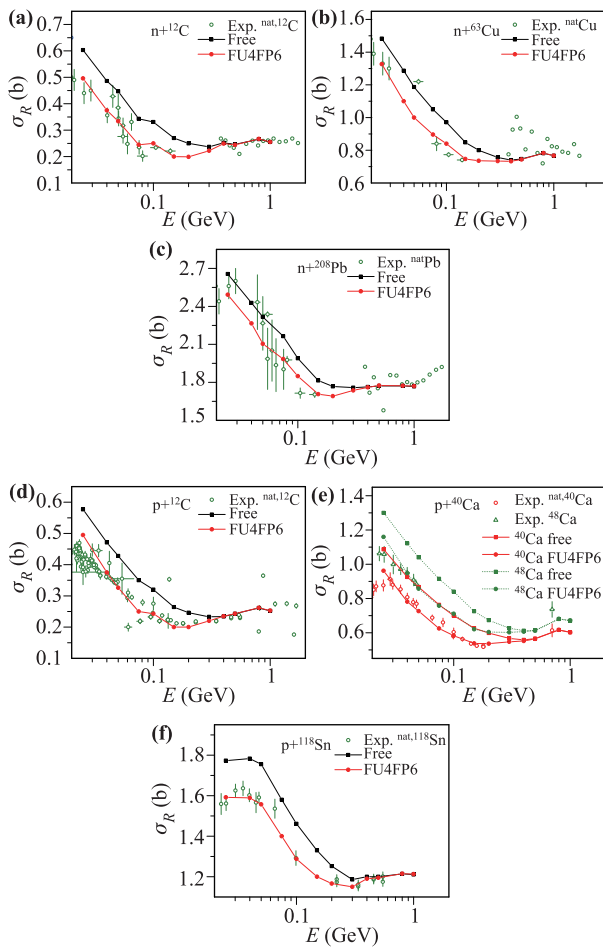 (a)
n+¹²C
Exp. ⁿᵃᵗ,¹²C
Free
FU4FP6
σR (b)
0.6
0.5
0.4
0.3
0.2
0.1
0.1
1
E (GeV)
(b)
n+⁶³Cu
Exp. ⁿᵃᵗCu
Free
FU4FP6
σR (b)
1.6
1.4
1.2
1.0
0.8
0.6
0.1
1
E (GeV)
(c)
n+²⁰⁸Pb
Exp. ⁿᵃᵗPb
Free
FU4FP6
σR (b)
2.7
2.4
2.1
1.8
1.5
0.1
1
E (GeV)
(d)
p+¹²C
Exp. ⁿᵃᵗ,¹²C
Free
FU4FP6
σR (b)
0.6
0.5
0.4
0.3
0.2
0.1
0.1
1
E (GeV)
(e)
p+⁴⁰Ca
Exp. ⁿᵃᵗ,⁴⁰Ca
Exp. ⁴⁸Ca
⁴⁰Ca free
⁴⁰Ca FU4FP6
⁴⁸Ca free
⁴⁸Ca FU4FP6
σR (b)
1.4
1.2
1.0
0.8
0.6
0.1
1
E (GeV)
(f)
p+¹¹⁸Sn
Exp. ⁿᵃᵗ,¹¹⁸Sn
Free
FU4FP6
σR (b)
1.8
1.6
1.4
1.2
0.1
1
E (GeV)